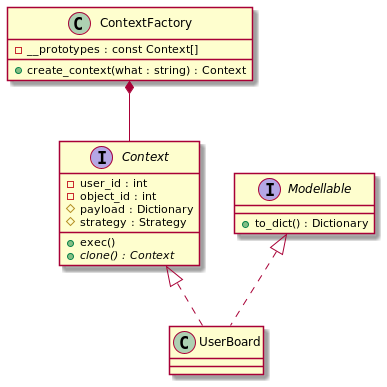 C ContextFactory
__prototypes : const Context[]
create_context(what : string) : Context
I Context
user_id : int
object_id : int
payload : Dictionary
strategy : Strategy
exec()
clone() : Context
I Modellable
to_dict() : Dictionary
C UserBoard